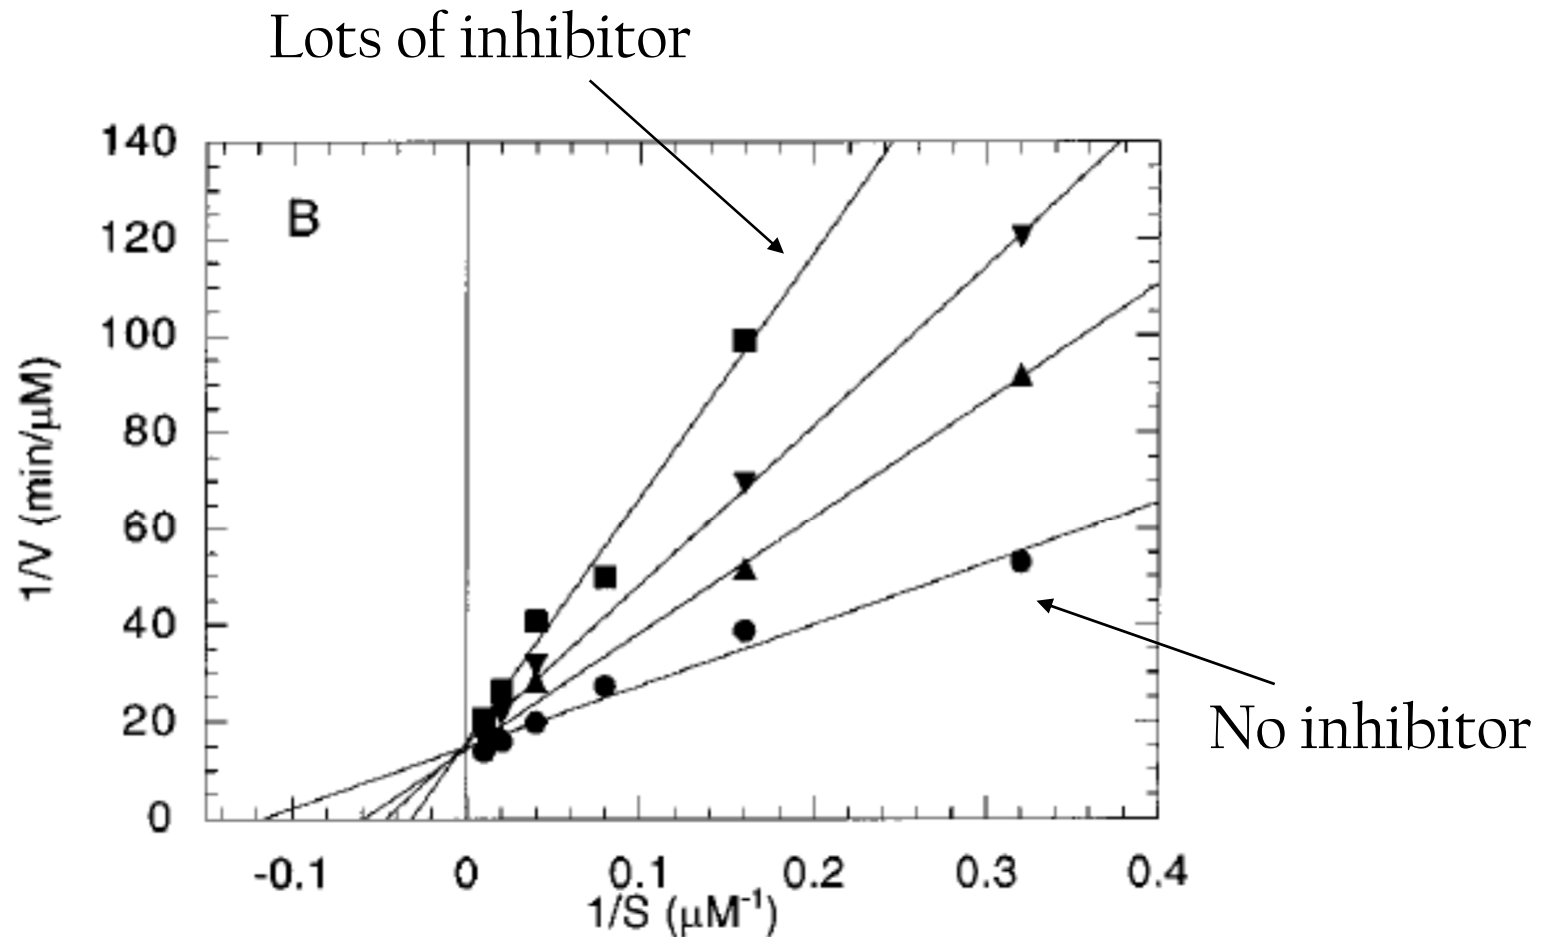 Lots of inhibitor
140
B
120
100
80
60
40
20
0
1/V (min/μM)
No inhibitor
-0.1 0 0.1 0.2 0.3 0.4
1/S (μM⁻¹)